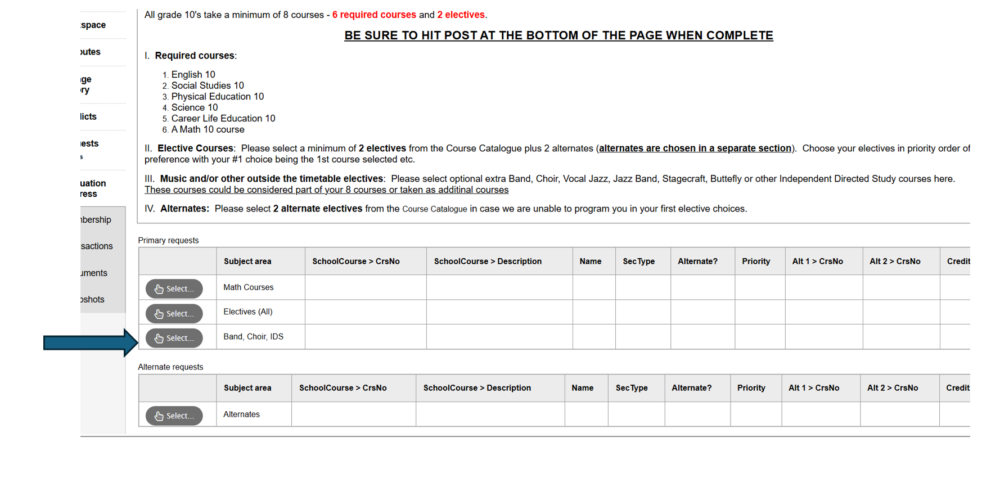 All grade 10's take a minimum of 8 courses - 6 required courses and 2 electives.
BE SURE TO HIT POST AT THE BOTTOM OF THE PAGE WHEN COMPLETE
I. Required courses:
1. English 10
2. Social Studies 10
3. Physical Education 10
4. Science 10
5. Career Life Education 10
6. A Math 10 course
II. Elective Courses: Please select a minimum of 2 electives from the Course Catalogue plus 2 alternates (alternates are chosen in a separate section). Choose your electives in priority order of
preference with your #1 choice being the 1st course selected etc.
III. Music and/or other outside the timetable electives: Please select optional extra Band, Choir, Vocal Jazz, Jazz Band, Stagecraft, Buttefly or other Independent Directed Study courses here.
These courses could be considered part of your 8 courses or taken as additinal courses
IV. Alternates: Please select 2 alternate electives from the Course Catalogue in case we are unable to program you in your first elective choices.
kspace
butes
ge
ory
licts
ests
s
uation
ress
mbership
sactions
uments
pshots
Primary requests
Subject area SchoolCourse > CrsNo SchoolCourse > Description Name SecType Alternate? Priority Alt 1 > CrsNo Alt 2 > CrsNo Credit
Select... Math Courses
Select... Electives (All)
Select... Band, Choir, IDS
Alternate requests
Subject area SchoolCourse > CrsNo SchoolCourse > Description Name SecType Alternate? Priority Alt 1 > CrsNo Alt 2 > CrsNo Credit
Select... Alternates